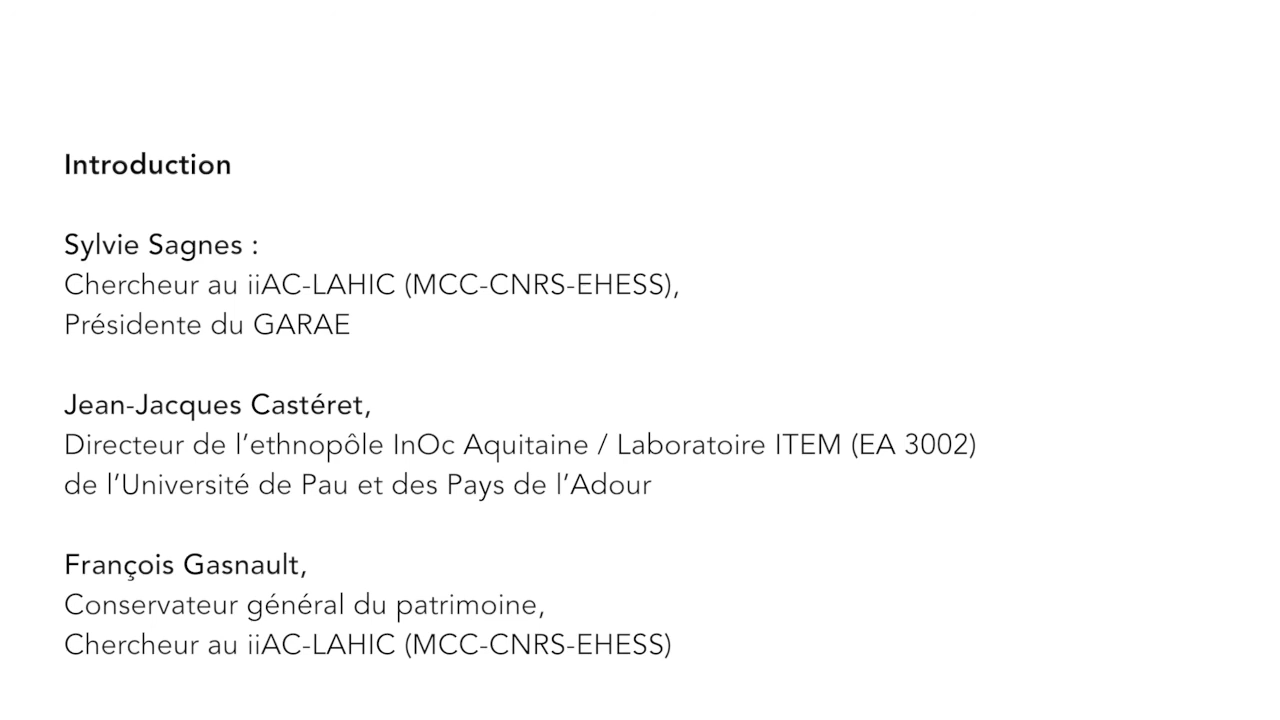 Introduction
Sylvie Sagnes :
Chercheur au iiAC-LAHIC (MCC-CNRS-EHESS),
Présidente du GARAE
Jean-Jacques Castéret,
Directeur de l’ethnopôle InOc Aquitaine / Laboratoire ITEM (EA 3002)
de l’Université de Pau et des Pays de l’Adour
François Gasnault,
Conservateur général du patrimoine,
Chercheur au iiAC-LAHIC (MCC-CNRS-EHESS)